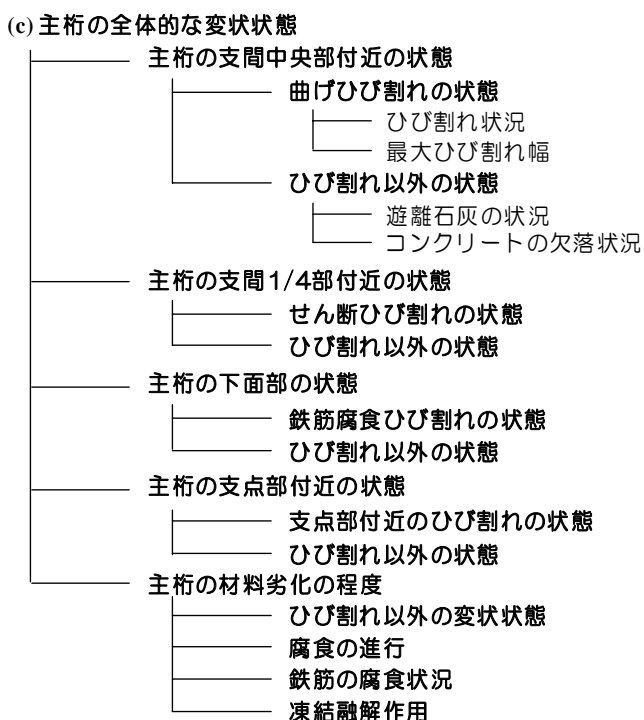 (c) 主桁の全体的な変状状態
主桁の支間中央部付近の状態
曲げひび割れの状態
ひび割れ状況
最大ひび割れ幅
ひび割れ以外の状態
遊離石灰の状況
コンクリートの欠落状況
主桁の支間1/4部付近の状態
せん断ひび割れの状態
ひび割れ以外の状態
主桁の下面部の状態
鉄筋腐食ひび割れの状態
ひび割れ以外の状態
主桁の支点部付近の状態
支点部付近のひび割れの状態
ひび割れ以外の状態
主桁の材料劣化の程度
ひび割れ以外の変状状態
腐食の進行
鉄筋の腐食状況
凍結融解作用